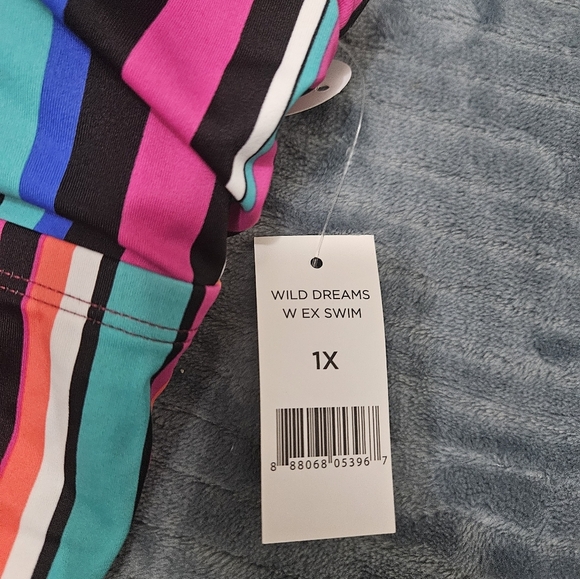 WILD DREAMS
W EX SWIM
1X
8 88068 05396 7